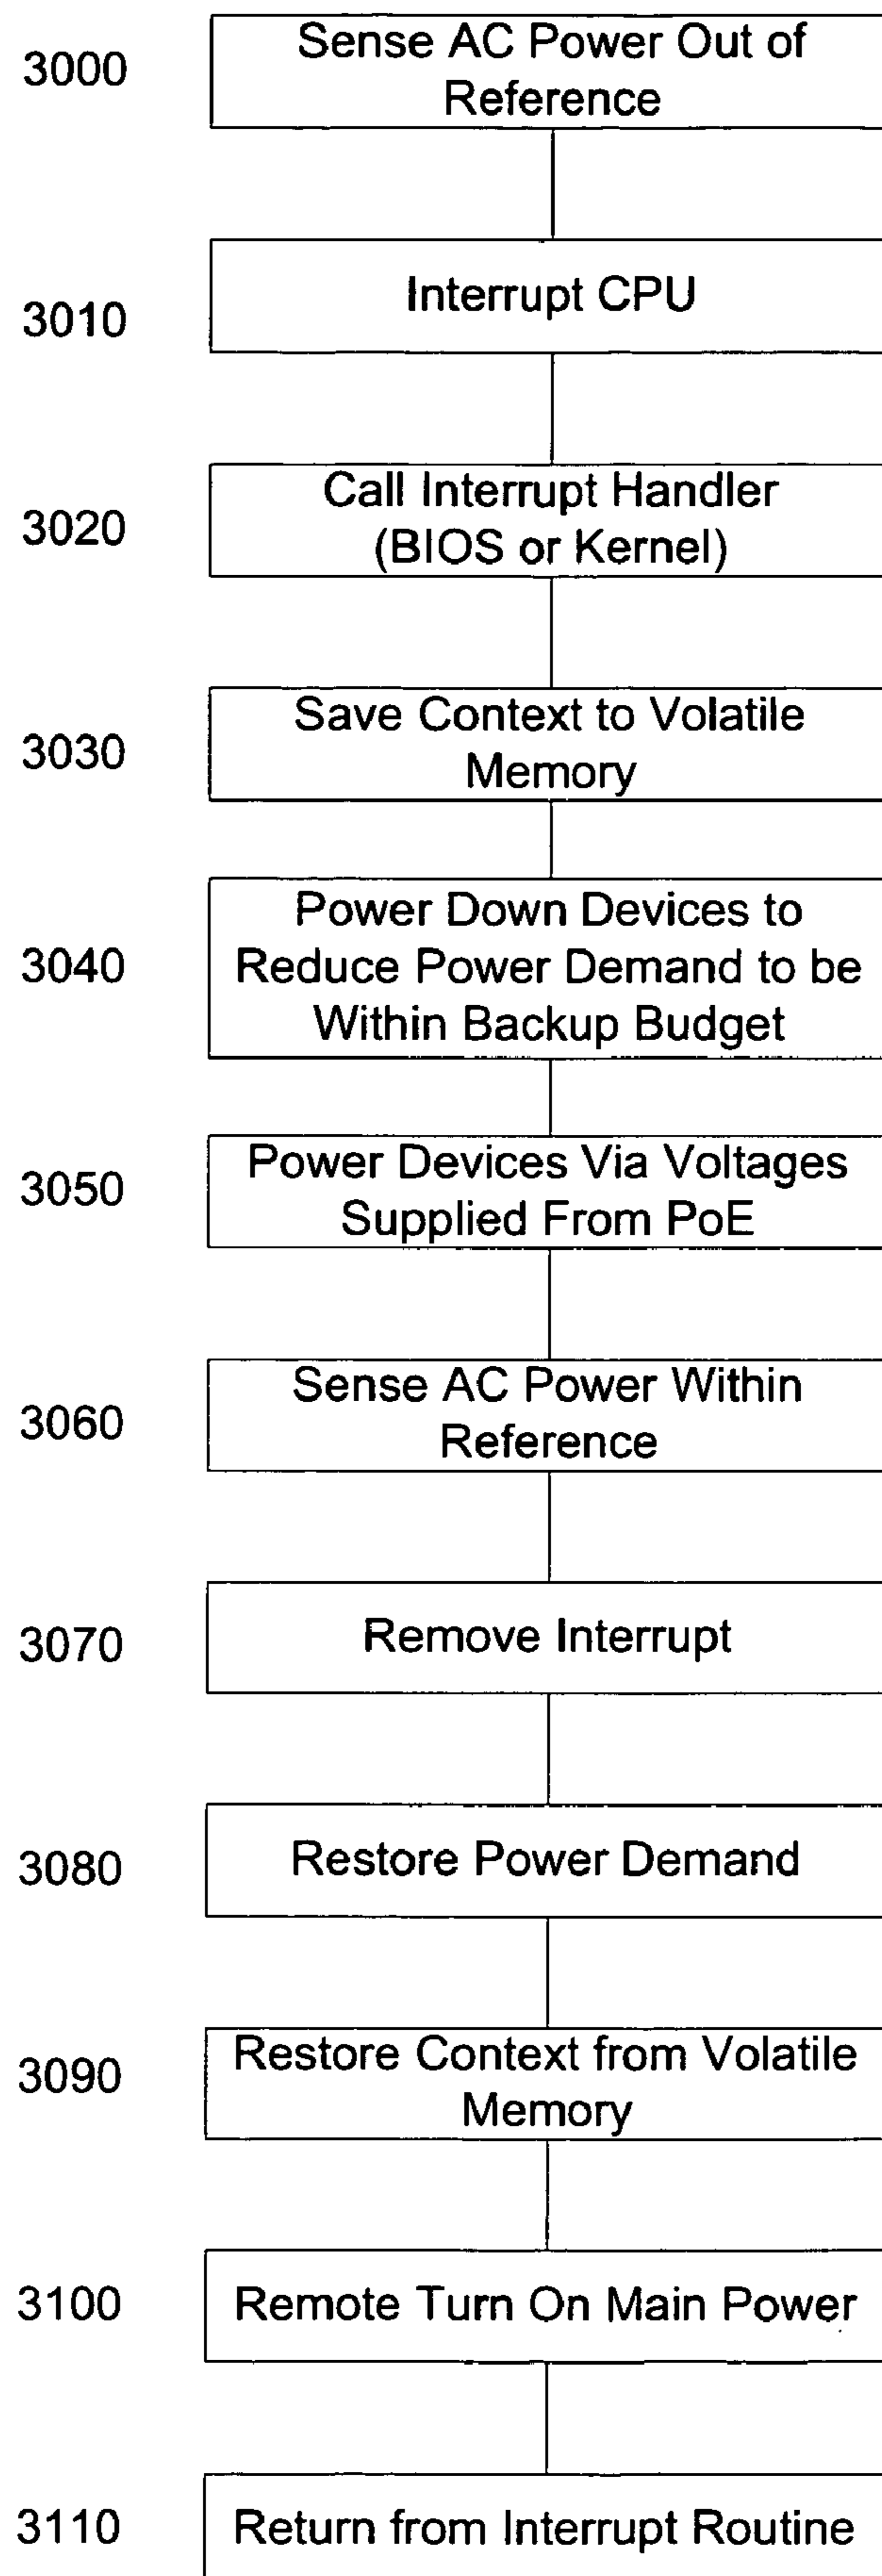 3000
Sense AC Power Out of
Reference
3010
Interrupt CPU
3020
Call Interrupt Handler
(BIOS or Kernel)
3030
Save Context to Volatile
Memory
3040
Power Down Devices to
Reduce Power Demand to be
Within Backup Budget
3050
Power Devices Via Voltages
Supplied From PoE
3060
Sense AC Power Within
Reference
3070
Remove Interrupt
3080
Restore Power Demand
3090
Restore Context from Volatile
Memory
3100
Remote Turn On Main Power
3110
Return from Interrupt Routine